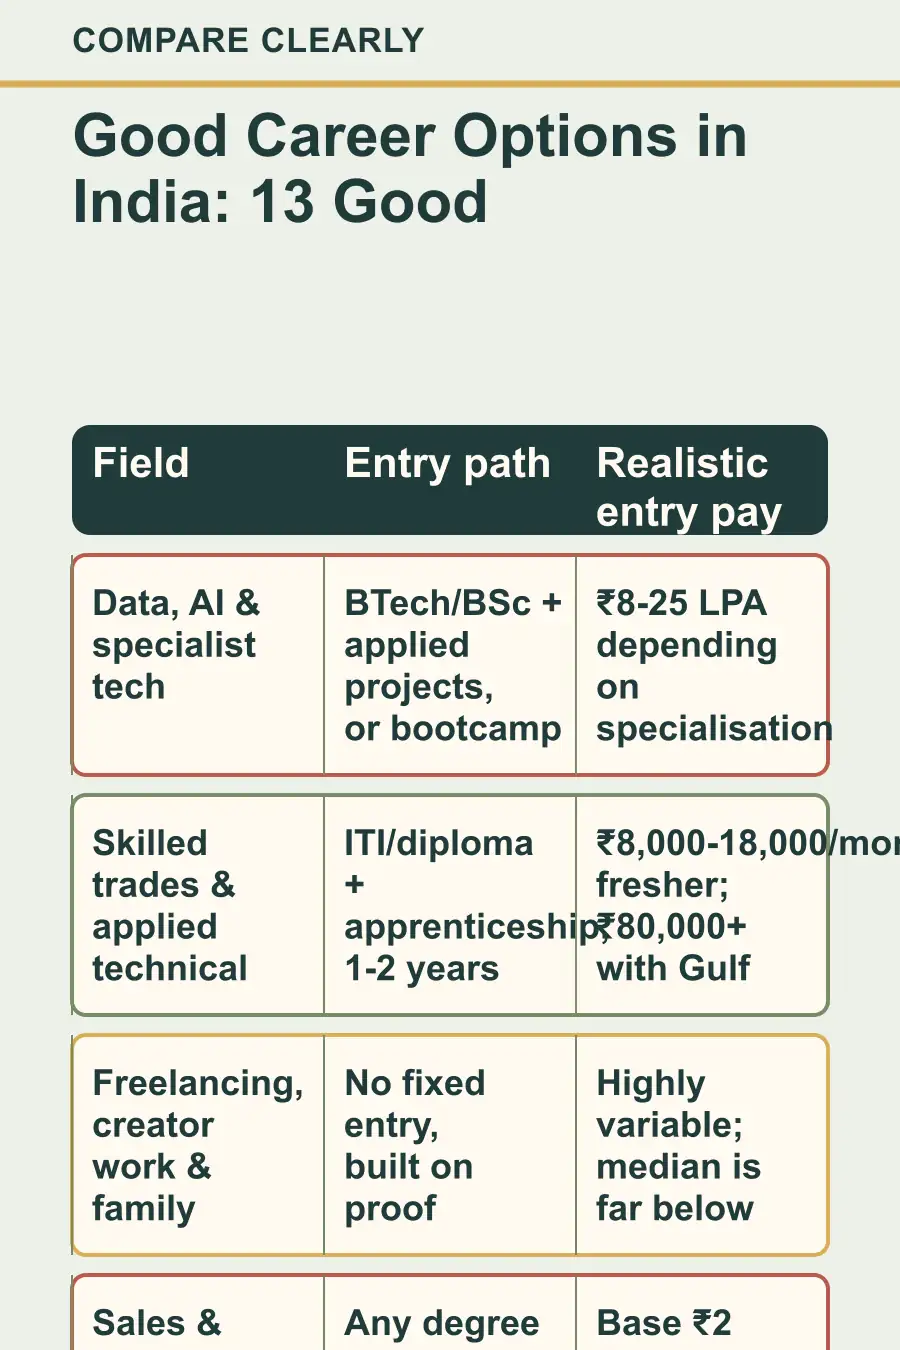 COMPARE CLEARLY
Good Career Options in
India: 13 Good
Field
Entry path
Realistic
entry pay
Data, AI &
specialist
tech
BTech/BSc +
applied
projects,
or bootcamp
₹8-25 LPA
depending
on
specialisation
Skilled
trades &
applied
technical
ITI/diploma
+
apprenticeship,
1-2 years
₹8,000-18,000/mon
fresher;
₹80,000+
with Gulf
Freelancing,
creator
work &
family
No fixed
entry,
built on
proof
Highly
variable;
median is
far below
Sales &
Any degree
Base ₹2